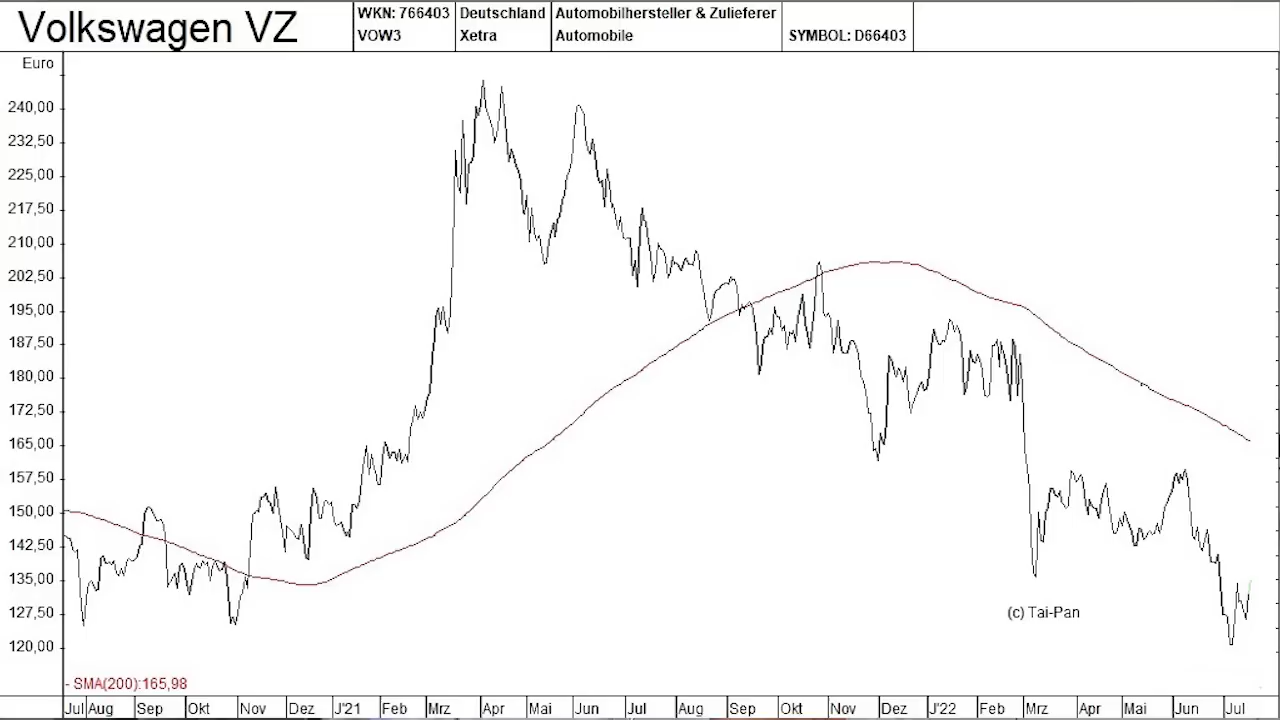 Volkswagen VZ
WKN: 766403
VOW3
Deutschland
Xetra
Automobilhersteller & Zulieferer
Automobile
SYMBOL: D66403
Euro
240,00
232,50
225,00
217,50
210,00
202,50
195,00
187,50
180,00
172,50
165,00
157,50
150,00
142,50
135,00
127,50
120,00
(c) Tai-Pan
- SMA(200):165,98
Jul Aug Sep Okt Nov Dez J'21 Feb Mrz Apr Mai Jun Jul Aug Sep Okt Nov Dez J'22 Feb Mrz Apr Mai Jun Jul